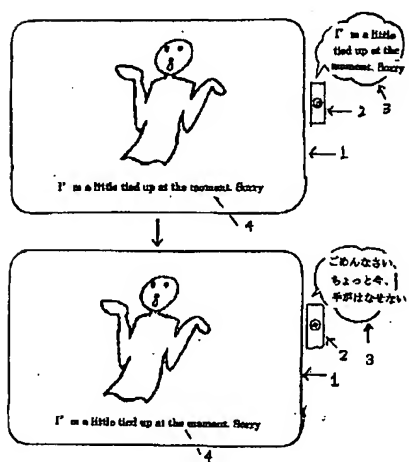 I'm a little
tied up at the
moment. Sorry
2
3
1
I'm a little tied up at the moment. Sorry
4
ごめんなさい、
ちょっと今、
手がはなせない
2
3
1
I'm a little tied up at the moment. Sorry
4